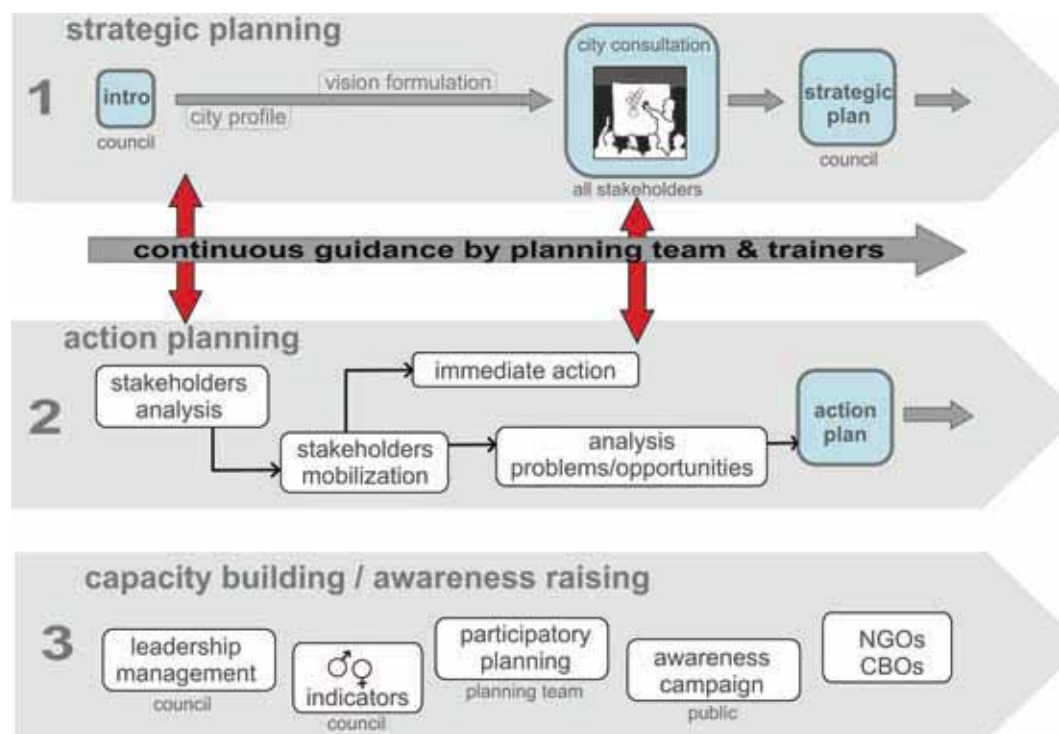 strategic planning
1
intro
council
city profile
vision formulation
city consultation
all stakeholders
strategic
plan
council
continuous guidance by planning team & trainers
action planning
2
stakeholders
analysis
stakeholders
mobilization
immediate action
analysis
problems/opportunities
action
plan
capacity building / awareness raising
3
leadership
management
council
indicators
council
participatory
planning
planning team
awareness
campaign
public
NGOs
CBOs